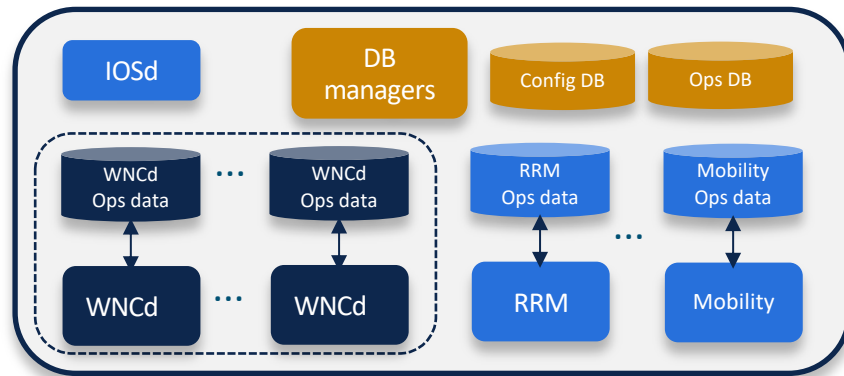 IOSd
DB
managers
Config DB
Ops DB
WNCd
Ops data
...
WNCd
Ops data
RRM
Ops data
Mobility
Ops data
...
WNCd
...
WNCd
RRM
Mobility